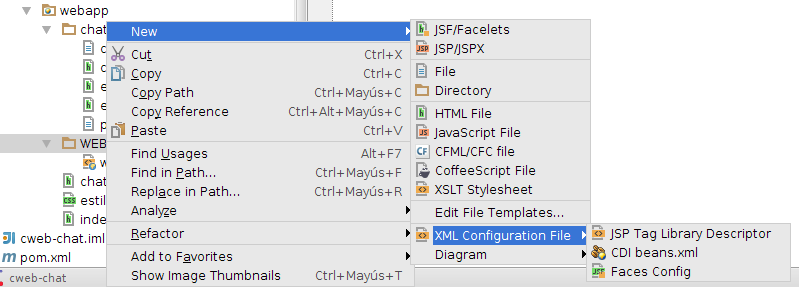 webapp
chat
New
Cut Ctrl+X
Copy Ctrl+C
Copy Path Ctrl+Mayús+C
Copy Reference Ctrl+Alt+Mayús+C
Paste Ctrl+V
Find Usages Alt+F7
Find in Path... Ctrl+Mayús+F
Replace in Path... Ctrl+Mayús+R
Analyze
Refactor
Add to Favorites
Show Image Thumbnails Ctrl+Mayús+T
JSF/Facelets
JSP/JSPX
File
Directory
HTML File
JavaScript File
CFML/CFC file
CoffeeScript File
XSLT Stylesheet
Edit File Templates...
XML Configuration File
Diagram
JSP Tag Library Descriptor
CDI beans.xml
Faces Config
WEB
chat
estil
inde
cweb-chat.iml
pom.xml
cweb-chat